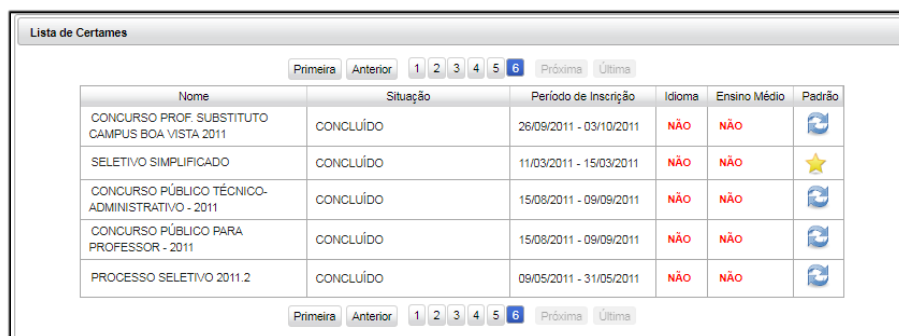 Lista de Certames
Primeira Anterior 1 2 3 4 5 6 Próxima Última
Nome Situação Período de Inscrição Idioma Ensino Médio Padrão
CONCURSO PROF. SUBSTITUTO
CAMPUS BOA VISTA 2011 CONCLUÍDO 26/09/2011 - 03/10/2011 NÃO NÃO
SELETIVO SIMPLIFICADO CONCLUÍDO 11/03/2011 - 15/03/2011 NÃO NÃO
CONCURSO PÚBLICO TÉCNICO-
ADMINISTRATIVO - 2011 CONCLUÍDO 15/08/2011 - 09/09/2011 NÃO NÃO
CONCURSO PÚBLICO PARA
PROFESSOR - 2011 CONCLUÍDO 15/08/2011 - 09/09/2011 NÃO NÃO
PROCESSO SELETIVO 2011.2 CONCLUÍDO 09/05/2011 - 31/05/2011 NÃO NÃO
Primeira Anterior 1 2 3 4 5 6 Próxima Última